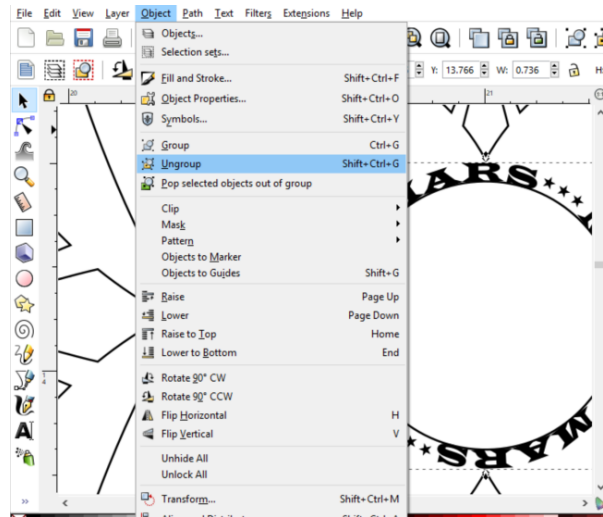 File Edit View Layer Object Path Text Filters Extensions Help
Objects...
Selection sets...
Fill and Stroke... Shift+Ctrl+F
Object Properties... Shift+Ctrl+O
Symbols... Shift+Ctrl+Y
Group Ctrl+G
Ungroup Shift+Ctrl+G
Pop selected objects out of group
Clip
Mask
Pattern
Objects to Marker
Objects to Guides Shift+G
Raise Page Up
Lower Page Down
Raise to Top Home
Lower to Bottom End
Rotate 90° CW
Rotate 90° CCW
Flip Horizontal H
Flip Vertical V
Unhide All
Unlock All
Transform... Shift+Ctrl+M
Y: 13.766 W: 0.736 H:
20 21
MARS
MARS